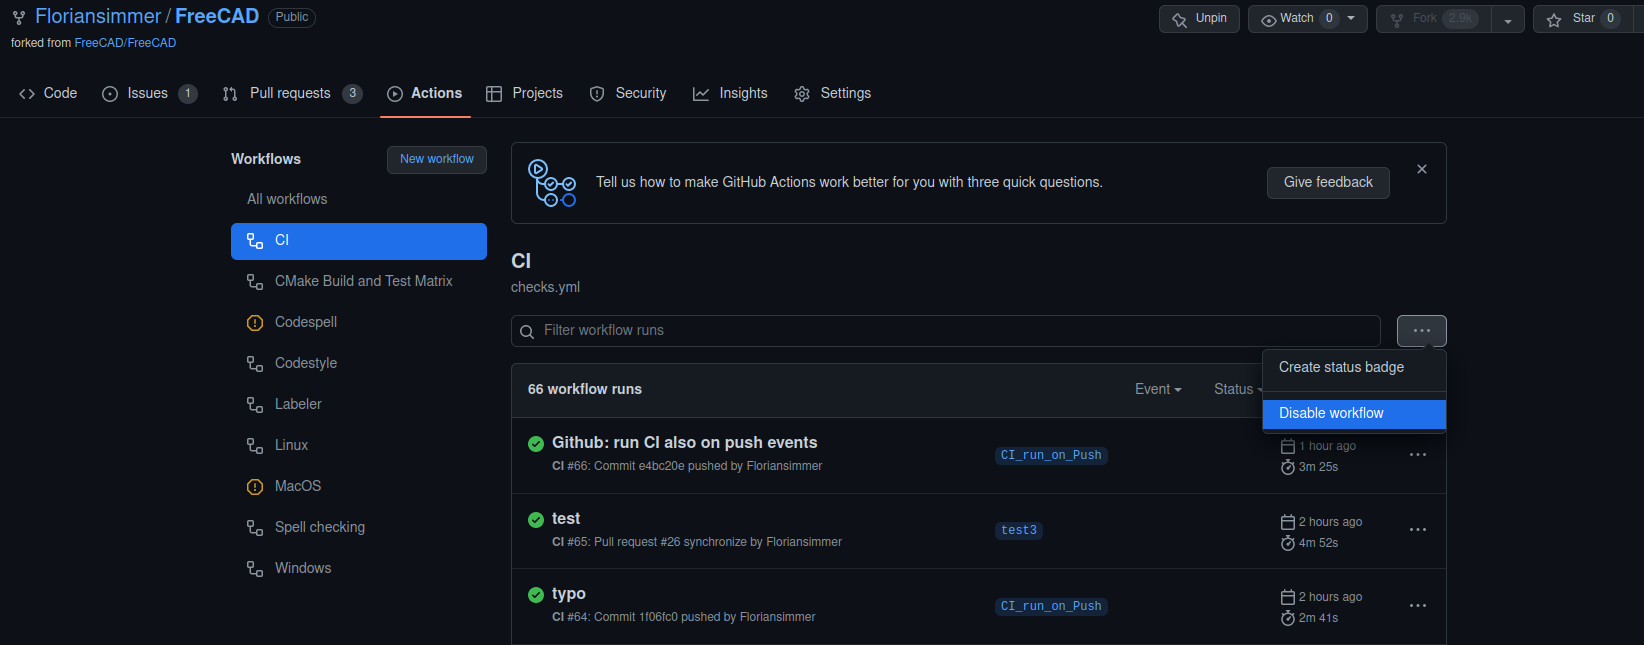 Floriansimmer / FreeCAD Public
Unpin Watch 0 Fork 2.9k Star 0
forked from FreeCAD/FreeCAD
Code Issues 1 Pull requests 3 Actions Projects Security Insights Settings
Workflows New workflow
All workflows
CI
CMake Build and Test Matrix
Codespell
Codestyle
Labeler
Linux
MacOS
Spell checking
Windows
Tell us how to make GitHub Actions work better for you with three quick questions. Give feedback
CI
checks.yml
Filter workflow runs
Create status badge
Disable workflow
66 workflow runs Event Status
Github: run CI also on push events
CI #66: Commit e4bc20e pushed by Floriansimmer
CI_run_on_Push
1 hour ago
3m 25s
test
CI #65: Pull request #26 synchronize by Floriansimmer
test3
2 hours ago
4m 52s
typo
CI #64: Commit 1f06fc0 pushed by Floriansimmer
CI_run_on_Push
2 hours ago
2m 41s